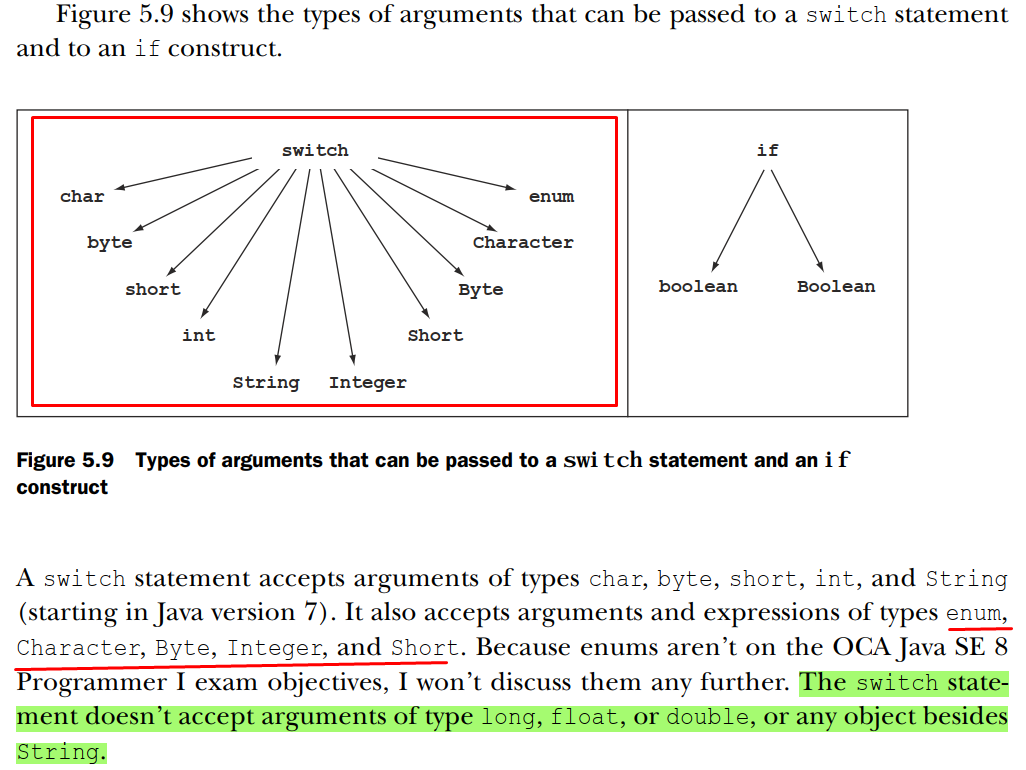 Figure 5.9 shows the types of arguments that can be passed to a switch statement
and to an if construct.
switch
if
char
enum
byte
Character
short
Byte
boolean
Boolean
int
Short
String
Integer
Figure 5.9 Types of arguments that can be passed to a switch statement and an if
construct
A switch statement accepts arguments of types char, byte, short, int, and String
(starting in Java version 7). It also accepts arguments and expressions of types enum,
Character, Byte, Integer, and Short. Because enums aren't on the OCA Java SE 8
Programmer I exam objectives, I won't discuss them any further. The switch state-
ment doesn't accept arguments of type long, float, or double, or any object besides
String.